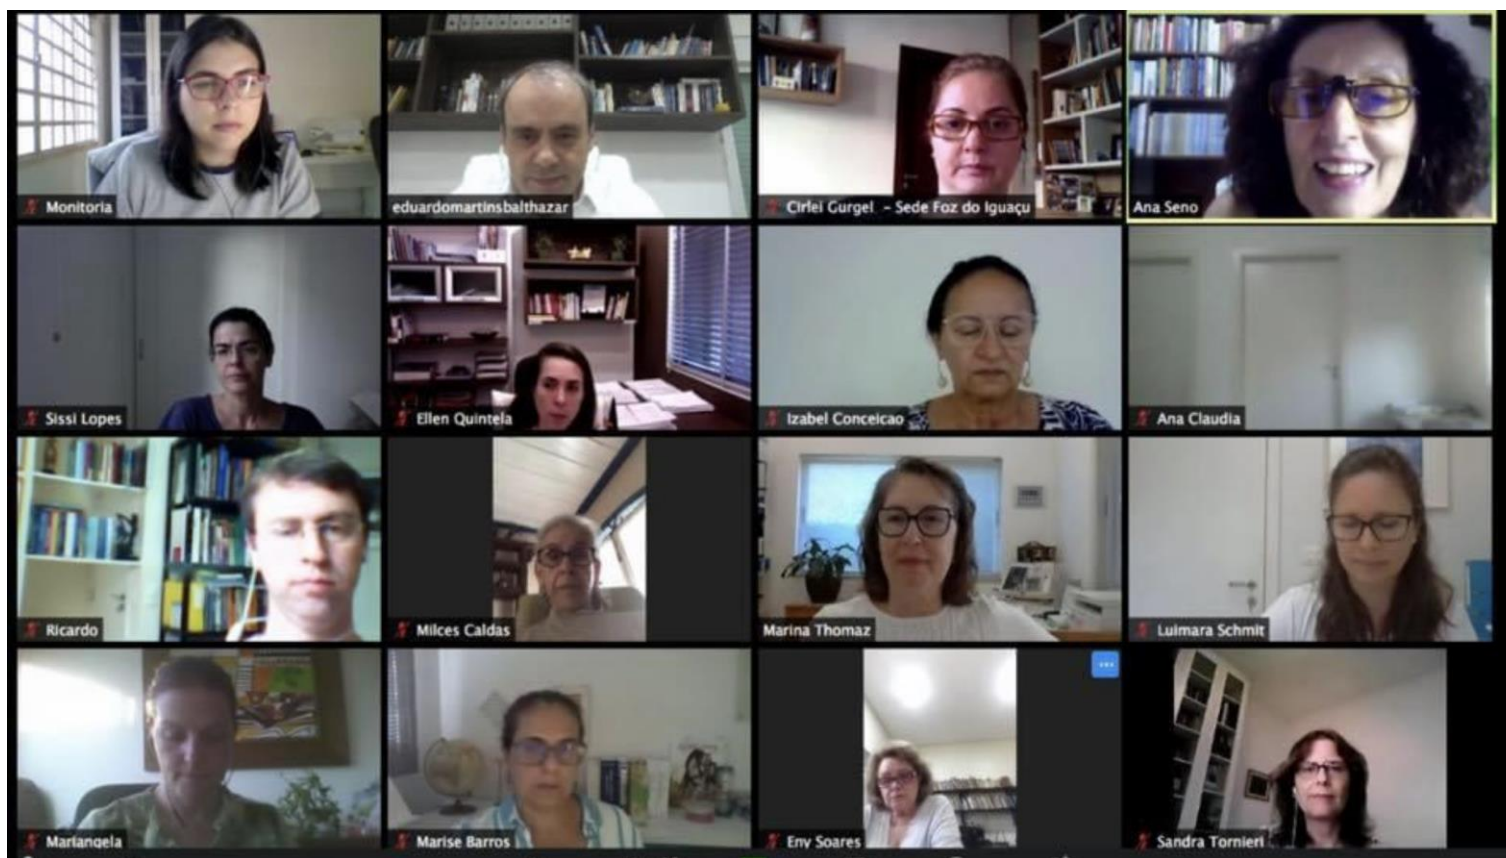 Monitoria
eduardomartinsbalthazar
Cirlei Gurgel - Sede Foz do Iguaçu
Ana Seno
Sissi Lopes
Ellen Quintela
Izabel Conceicao
Ana Claudia
Ricardo
Milces Caldas
Marina Thomaz
Luimara Schmit
Mariangela
Marise Barros
Eny Soares
Sandra Tornieri